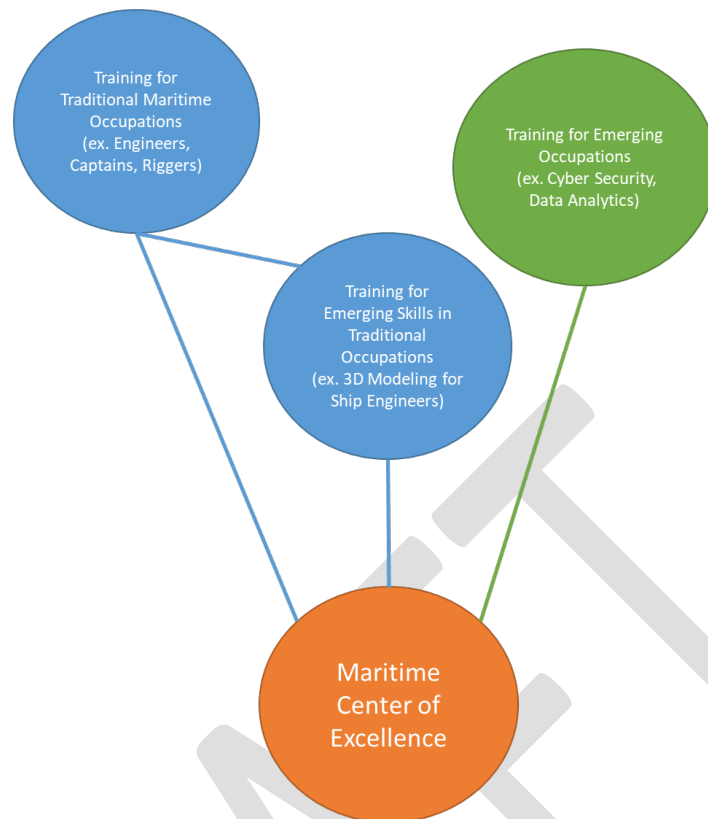 Training for
Traditional Maritime
Occupations
(ex. Engineers,
Captains, Riggers)
Training for Emerging
Occupations
(ex. Cyber Security,
Data Analytics)
Training for
Emerging Skills in
Traditional
Occupations
(ex. 3D Modeling for
Ship Engineers)
Maritime
Center of
Excellence